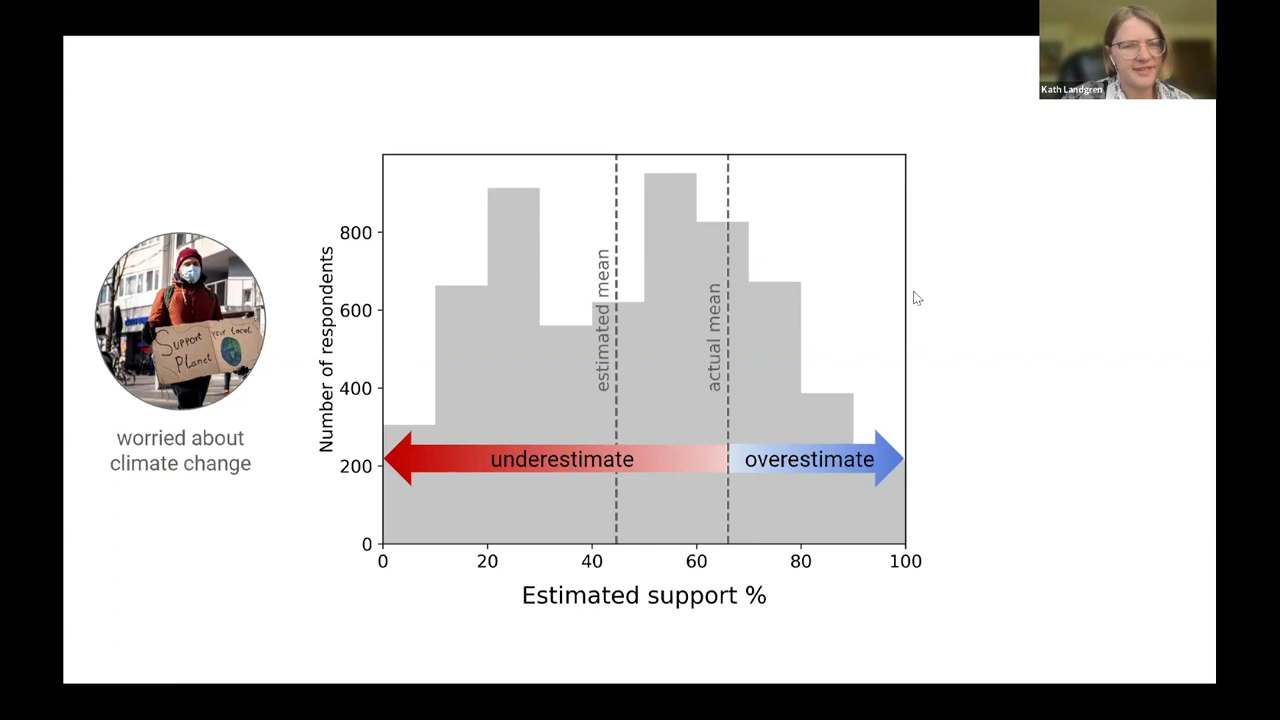 Kath Landgren
Support your Local
Planet
worried about
climate change
Number of respondents
800
600
400
200
0
estimated mean
actual mean
underestimate
overestimate
0 20 40 60 80 100
Estimated support %